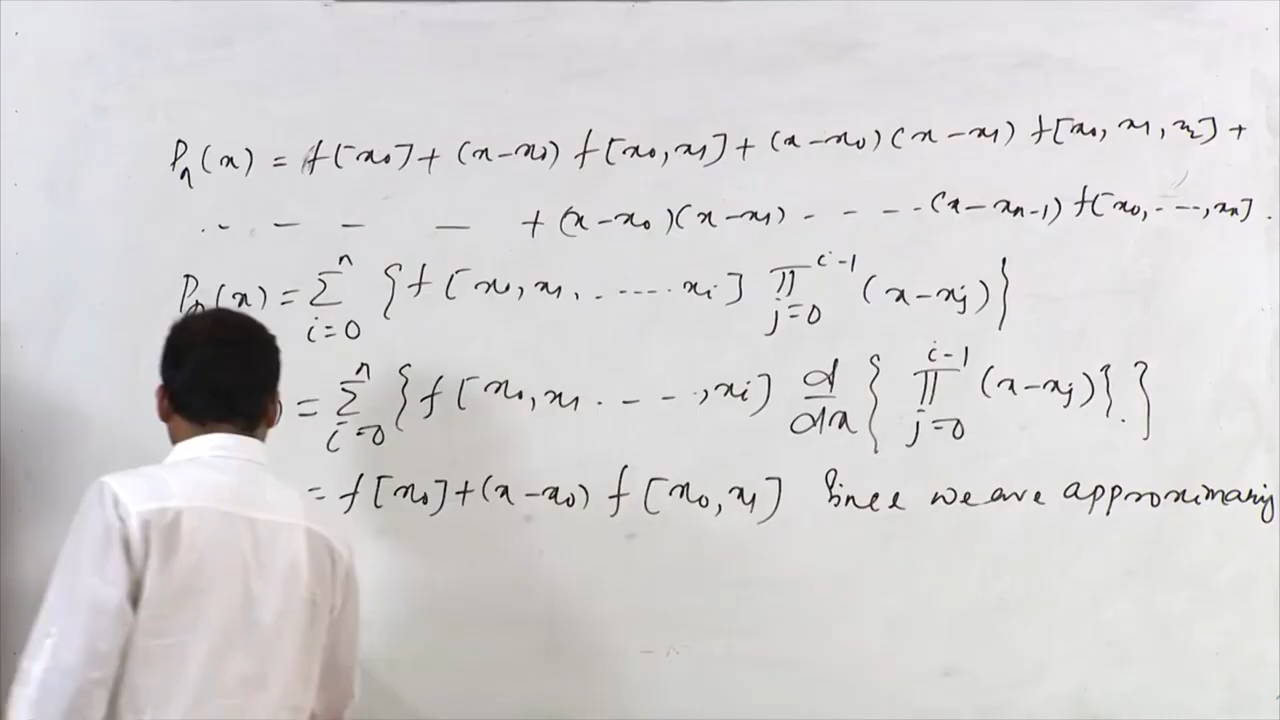 Pn(x) = f[x0] + (x-x0) f[x0, x1] + (x-x0)(x-x1) f[x0, x1, x2] +
.. - - - + (x-x0)(x-x1) - - - - (x-xn-1) f[x0, - --, xn].
Pn(x) = Σ_{i=0}^{n} {f[x0, x1, ...... xi] Π_{j=0}^{i-1} (x-xj)}
) = Σ_{i=0}^{n} {f[x0, x1 . - - -, xi] d/dx { Π_{j=0}^{i-1} (x-xj)}.}
= f[x0] + (x-x0) f[x0, x1] Since we are approximaing